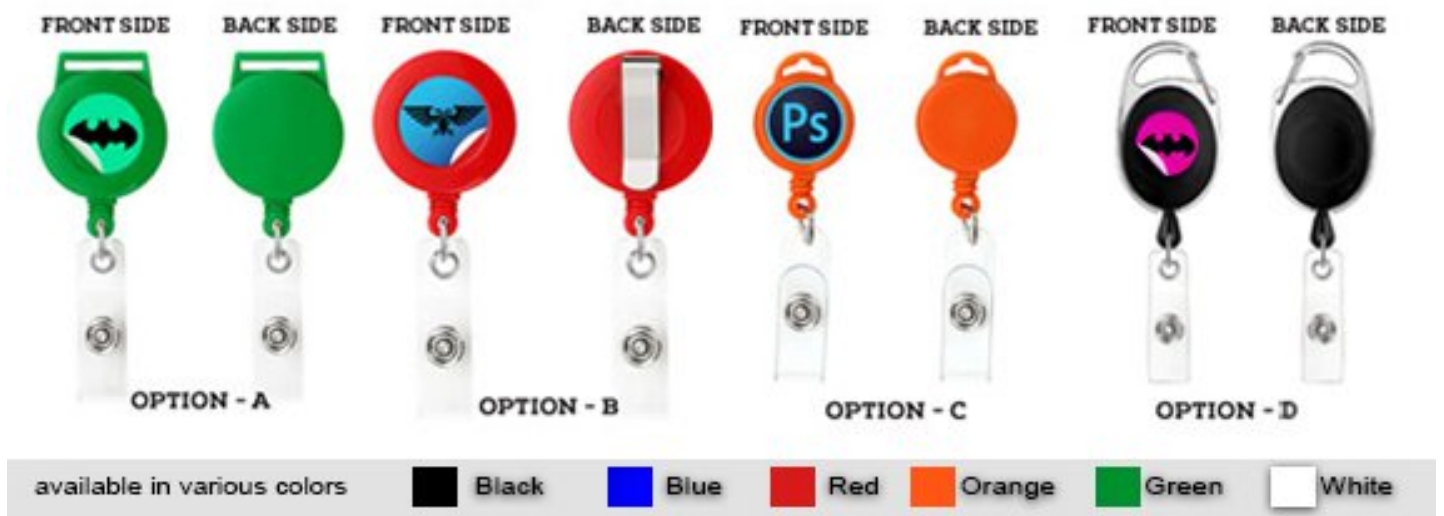 FRONT SIDE BACK SIDE FRONT SIDE BACK SIDE FRONT SIDE BACK SIDE FRONT SIDE BACK SIDE
Ps
OPTION - A OPTION - B OPTION - C OPTION - D
available in various colors Black Blue Red Orange Green White